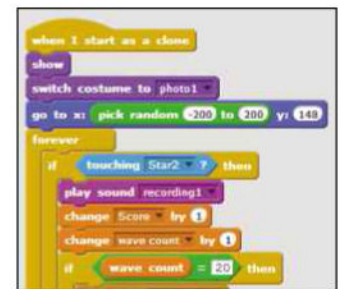 when I start as a clone
show
switch costume to photo1
go to x: pick random -200 to 200 y: 148
forever
if touching Star2 ? then
play sound recording1
change Score by 1
change wave count by 1
if wave count = 20 then